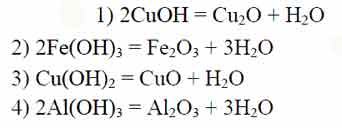 1) 2CuOH = Cu₂O + H₂O
2) 2Fe(OH)₃ = Fe₂O₃ + 3H₂O
3) Cu(OH)₂ = CuO + H₂O
4) 2Al(OH)₃ = Al₂O₃ + 3H₂O